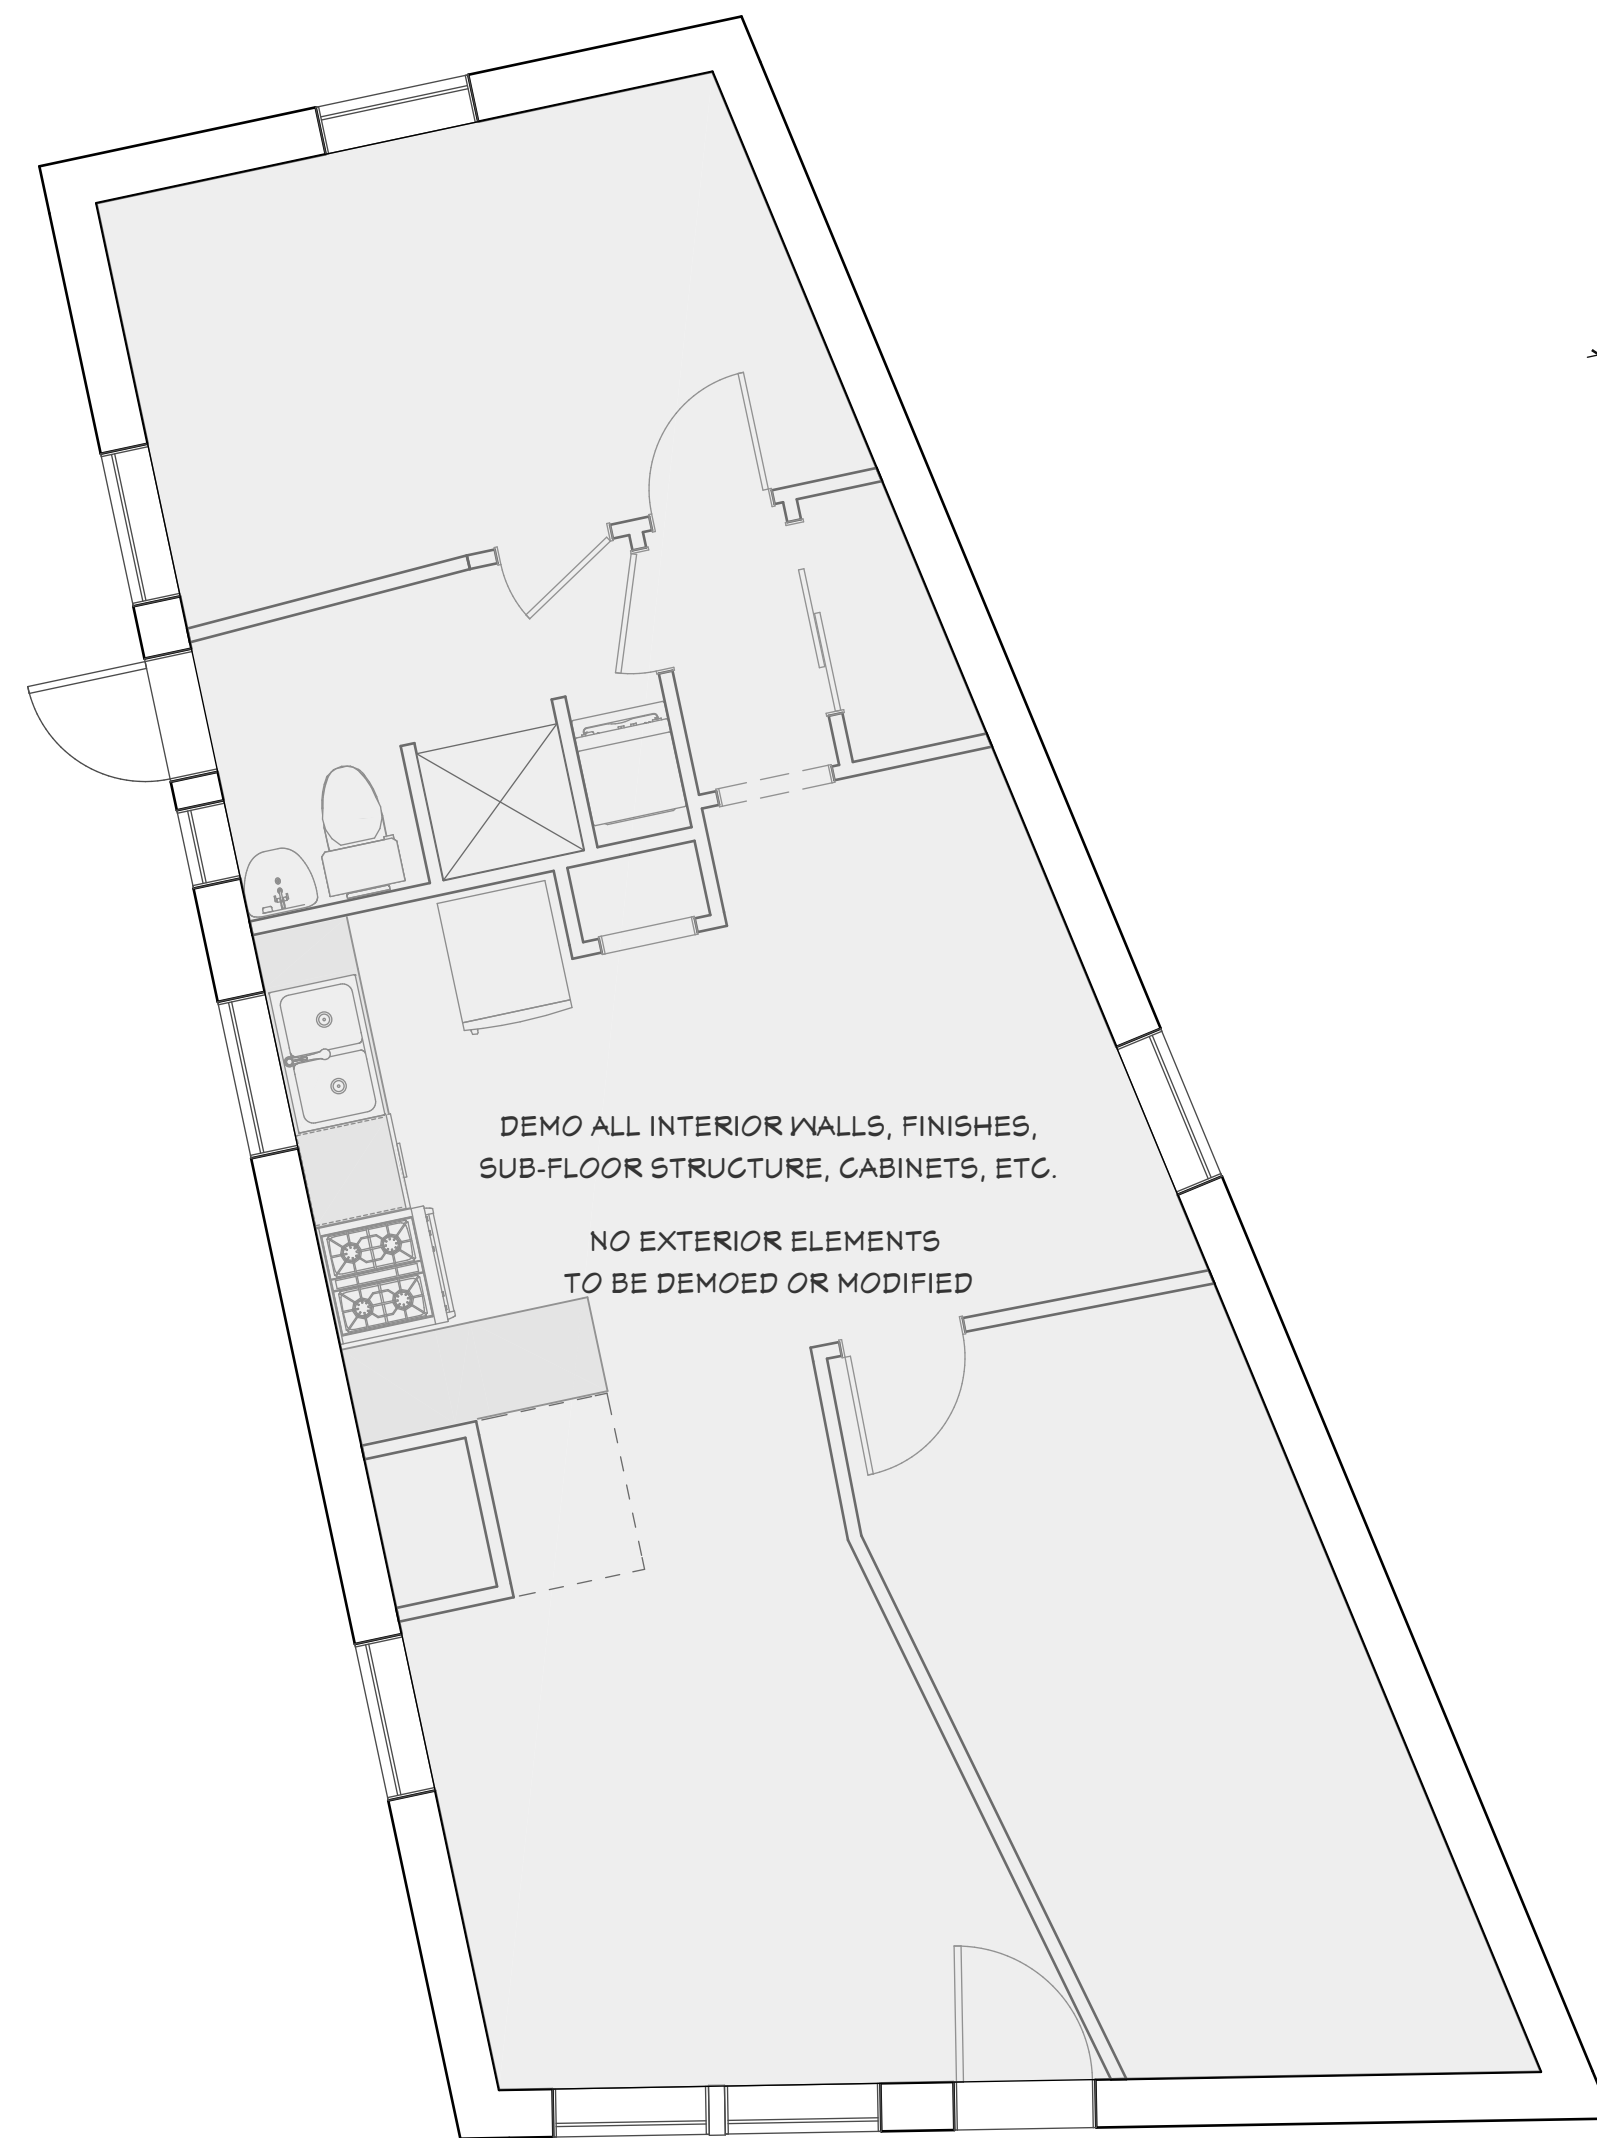 DEMO ALL INTERIOR WALLS, FINISHES,
SUB-FLOOR STRUCTURE, CABINETS, ETC.
NO EXTERIOR ELEMENTS
TO BE DEMOED OR MODIFIED